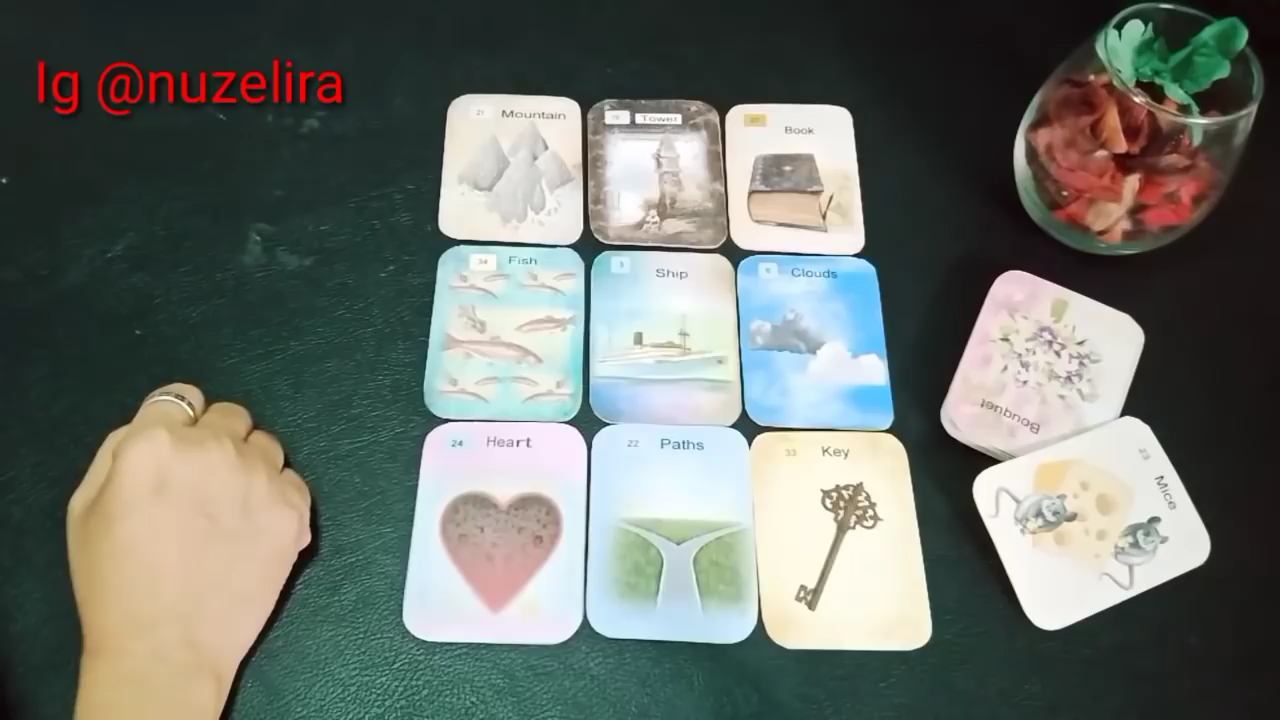 Ig @nuzelira
21 Mountain
19 Tower
Book
34 Fish
3 Ship
6 Clouds
24 Heart
22 Paths
33 Key
Bouquet
23 Mice